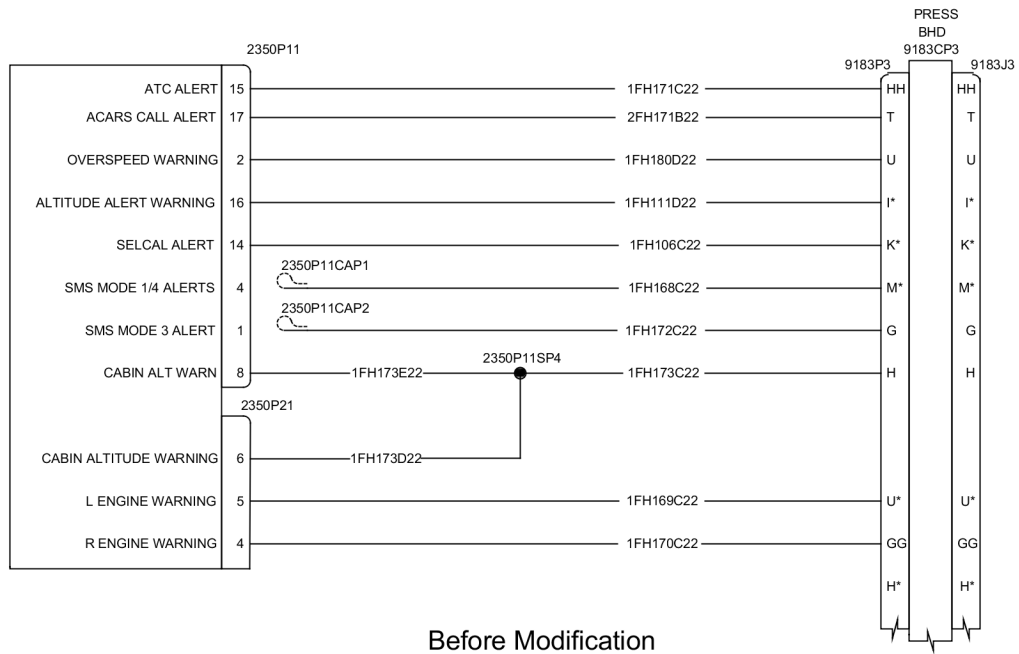 PRESS
BHD
9183CP3
2350P11
9183P3
9183J3
ATC ALERT 15 1FH171C22 HH HH
ACARS CALL ALERT 17 2FH171B22 T T
OVERSPEED WARNING 2 1FH180D22 U U
ALTITUDE ALERT WARNING 16 1FH111D22 I* I*
SELCAL ALERT 14 1FH106C22 K* K*
2350P11CAP1
SMS MODE 1/4 ALERTS 4 1FH168C22 M* M*
2350P11CAP2
SMS MODE 3 ALERT 1 1FH172C22 G G
2350P11SP4
CABIN ALT WARN 8 1FH173E22 1FH173C22 H H
2350P21
CABIN ALTITUDE WARNING 6 1FH173D22
L ENGINE WARNING 5 1FH169C22 U* U*
R ENGINE WARNING 4 1FH170C22 GG GG
H* H*
Before Modification